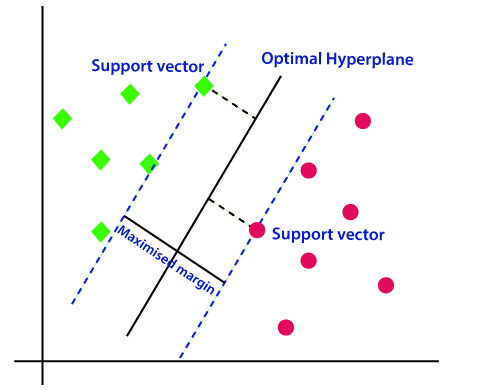 Optimal Hyperplane
Support vector
Support vector
Maximised margin